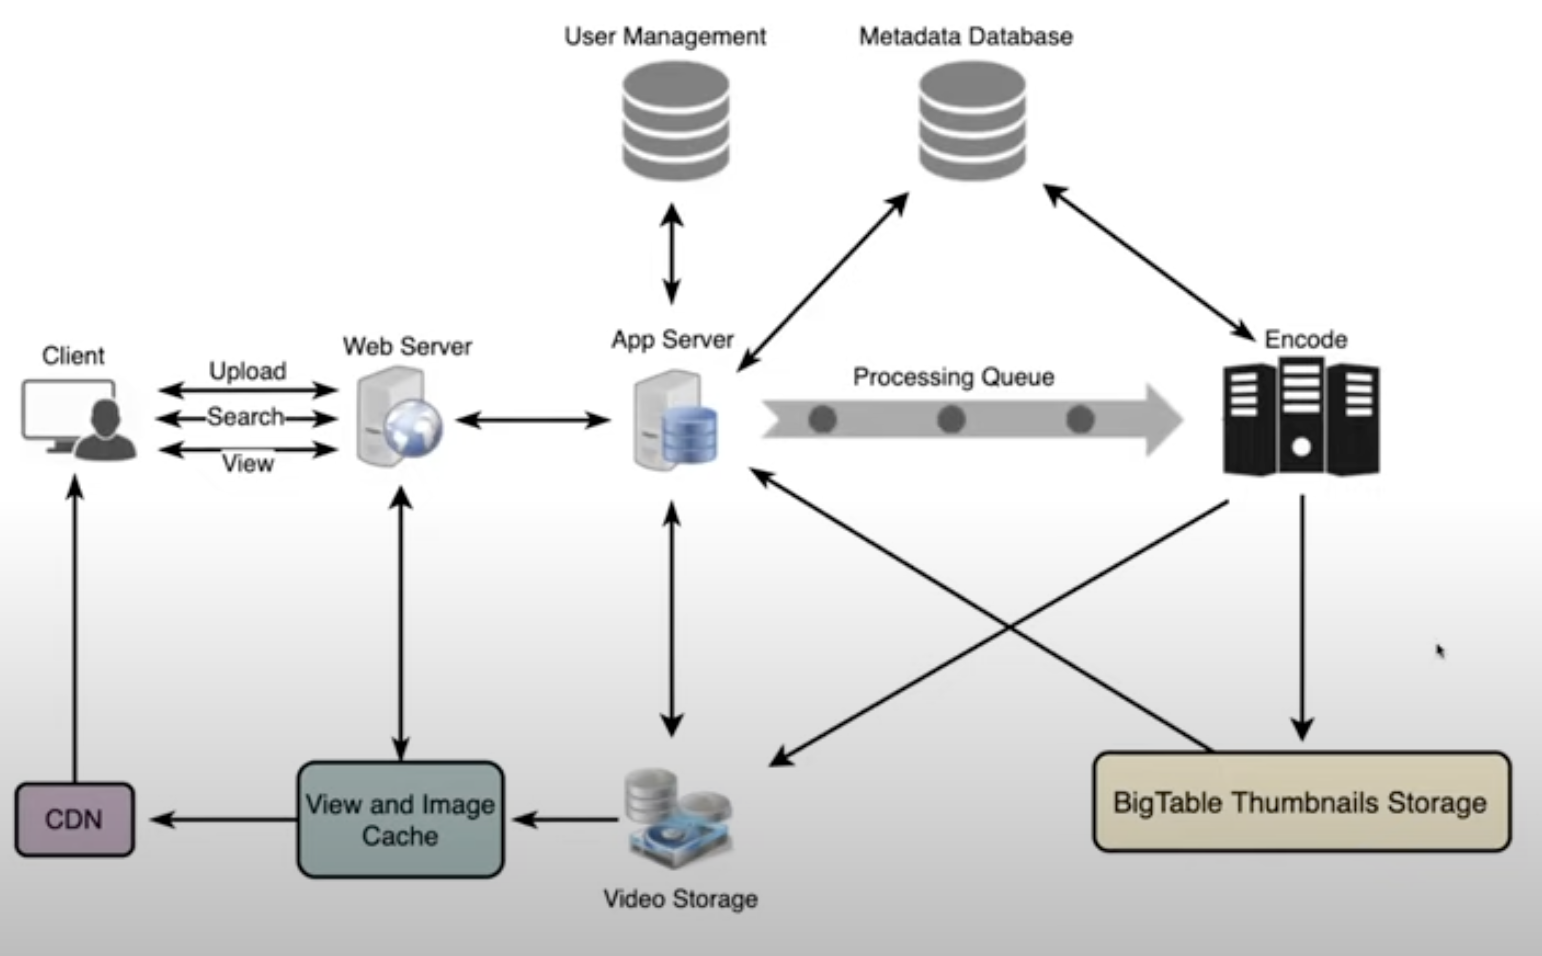 User Management
Metadata Database
Client
Upload
Search
View
Web Server
App Server
Processing Queue
Encode
CDN
View and Image
Cache
Video Storage
BigTable Thumbnails Storage